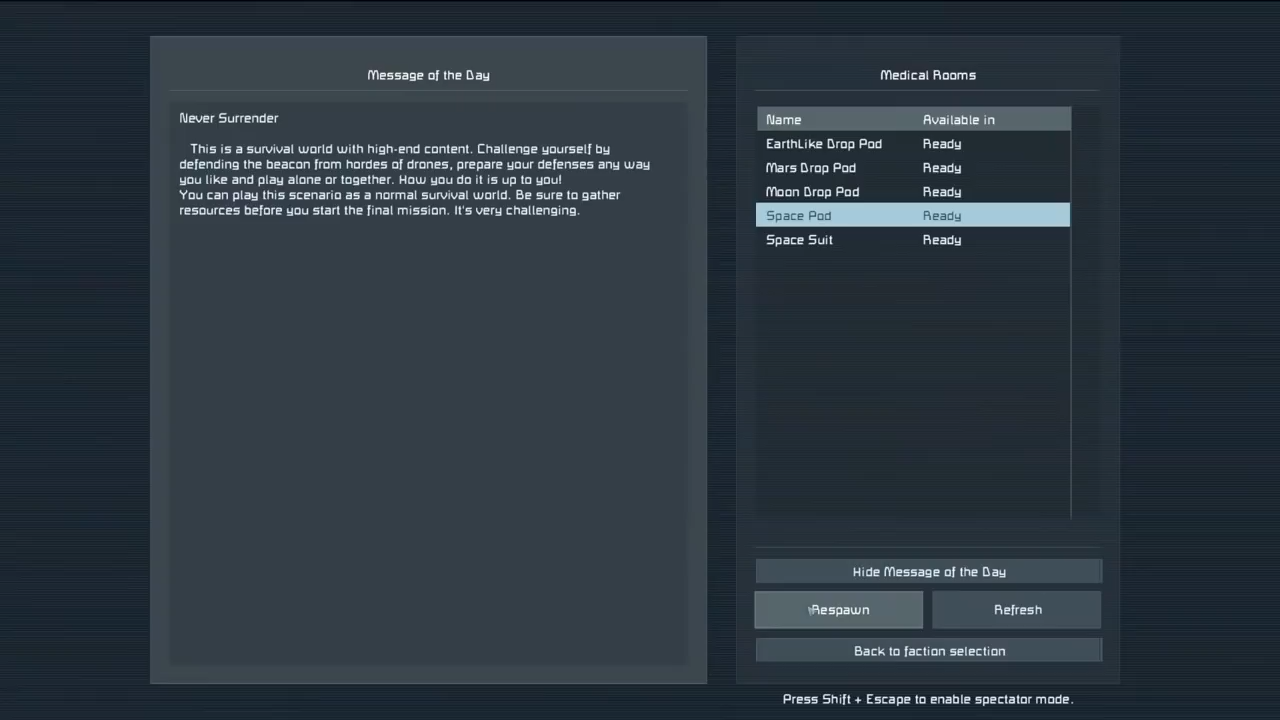 Message of the Day
Never Surrender
This is a survival world with high-end content. Challenge yourself by
defending the beacon from hordes of drones, prepare your defenses any way
you like and play alone or together. How you do it is up to you!
You can play this scenario as a normal survival world. Be sure to gather
resources before you start the final mission. It's very challenging.
Medical Rooms
Name Available in
EarthLike Drop Pod Ready
Mars Drop Pod Ready
Moon Drop Pod Ready
Space Pod Ready
Space Suit Ready
Hide Message of the Day
Respawn Refresh
Back to faction selection
Press Shift + Escape to enable spectator mode.